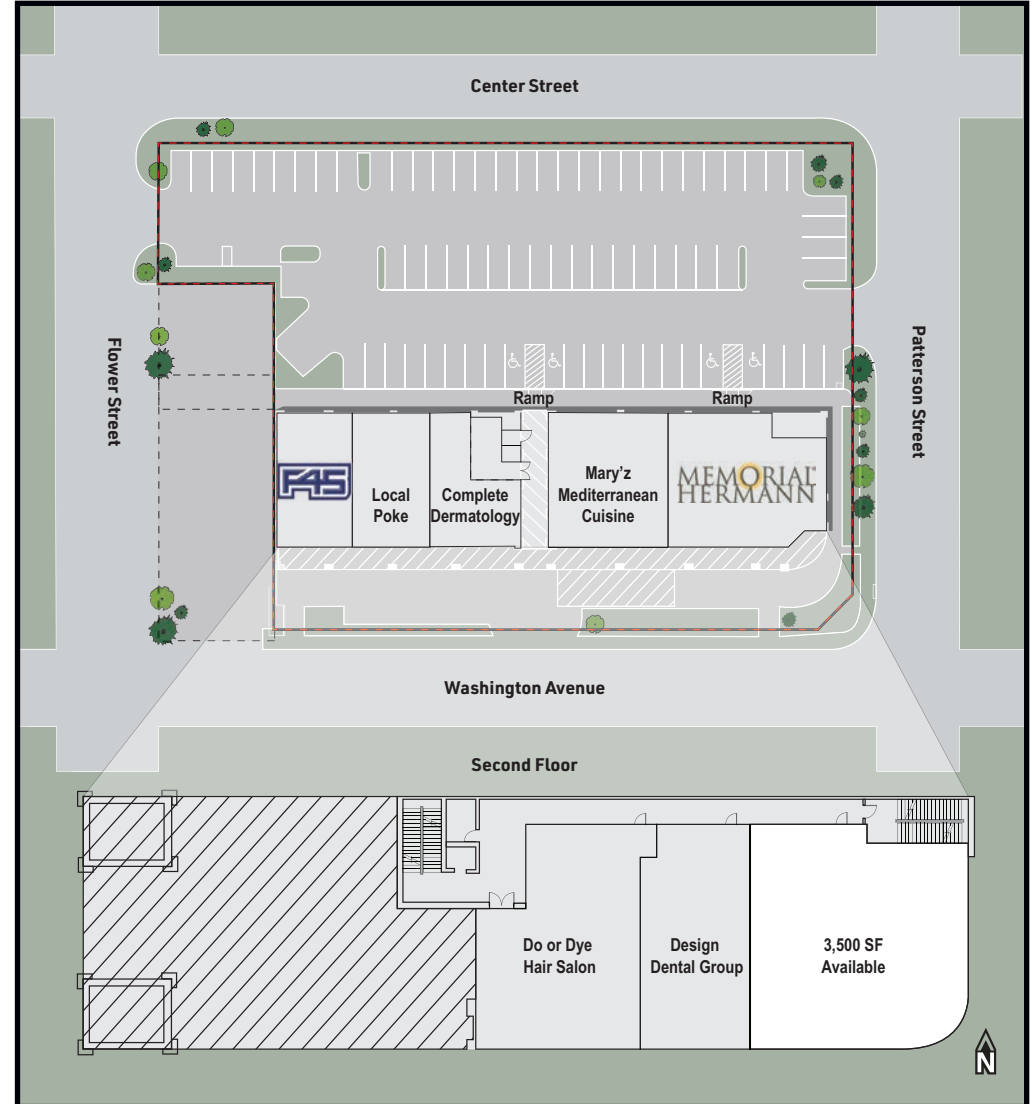 Center Street
Flower Street
Patterson Street
Ramp
Ramp
F45
Local
Poke
Complete
Dermatology
Mary'z
Mediterranean
Cuisine
MEMORIAL
HERMANN
Washington Avenue
Second Floor
Do or Dye
Hair Salon
Design
Dental Group
3,500 SF
Available
N